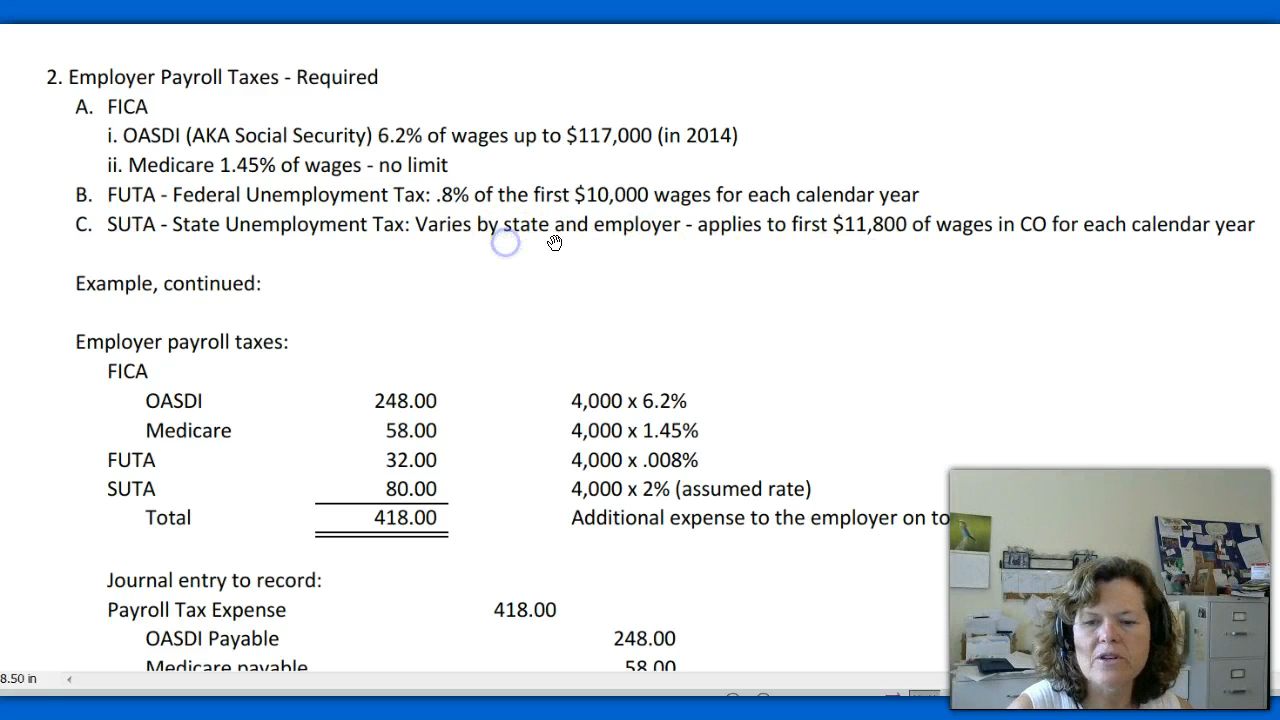 2. Employer Payroll Taxes - Required
A. FICA
i. OASDI (AKA Social Security) 6.2% of wages up to $117,000 (in 2014)
ii. Medicare 1.45% of wages - no limit
B. FUTA - Federal Unemployment Tax: .8% of the first $10,000 wages for each calendar year
C. SUTA - State Unemployment Tax: Varies by state and employer - applies to first $11,800 of wages in CO for each calendar year
Example, continued:
Employer payroll taxes:
FICA
OASDI 248.00 4,000 x 6.2%
Medicare 58.00 4,000 x 1.45%
FUTA 32.00 4,000 x .008%
SUTA 80.00 4,000 x 2% (assumed rate)
Total 418.00 Additional expense to the employer on to
Journal entry to record:
Payroll Tax Expense 418.00
OASDI Payable 248.00
Medicare payable 58.00
8.50 in